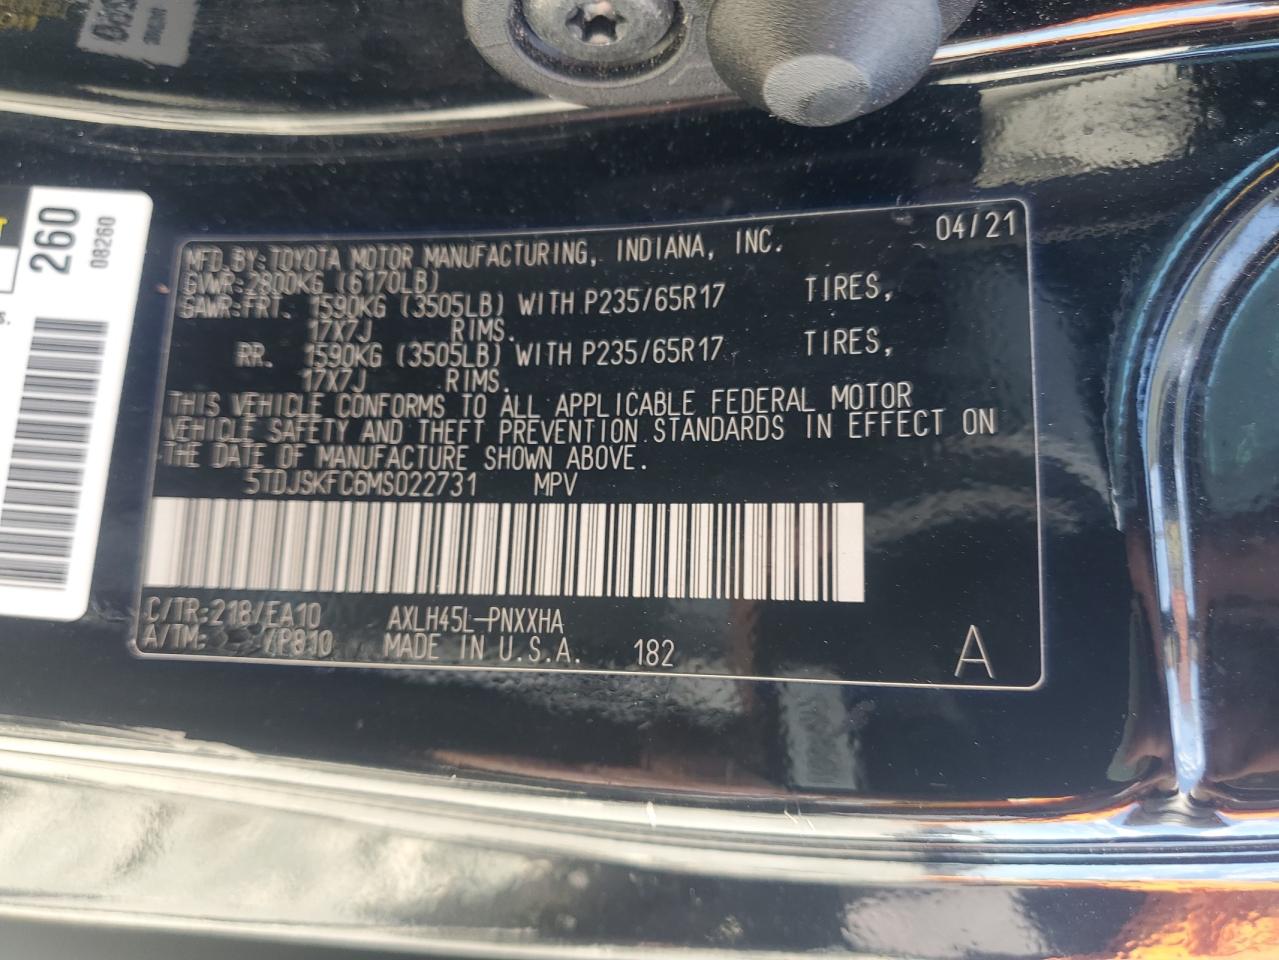 260
08260
s.
04/21
MFD.BY:TOYOTA MOTOR MANUFACTURING, INDIANA, INC.
GVWR:2800KG (6170LB)
GAWR:FRT. 1590KG (3505LB) WITH P235/65R17 TIRES,
17X7J RIMS.
RR. 1590KG (3505LB) WITH P235/65R17 TIRES,
17X7J RIMS.
THIS VEHICLE CONFORMS TO ALL APPLICABLE FEDERAL MOTOR
VEHICLE SAFETY AND THEFT PREVENTION STANDARDS IN EFFECT ON
THE DATE OF MANUFACTURE SHOWN ABOVE.
5TDJSKFC6MS022731 MPV
C/TR:218/EA10 AXLH45L-PNXXHA
A/TM: /P810 MADE IN U.S.A. 182
A